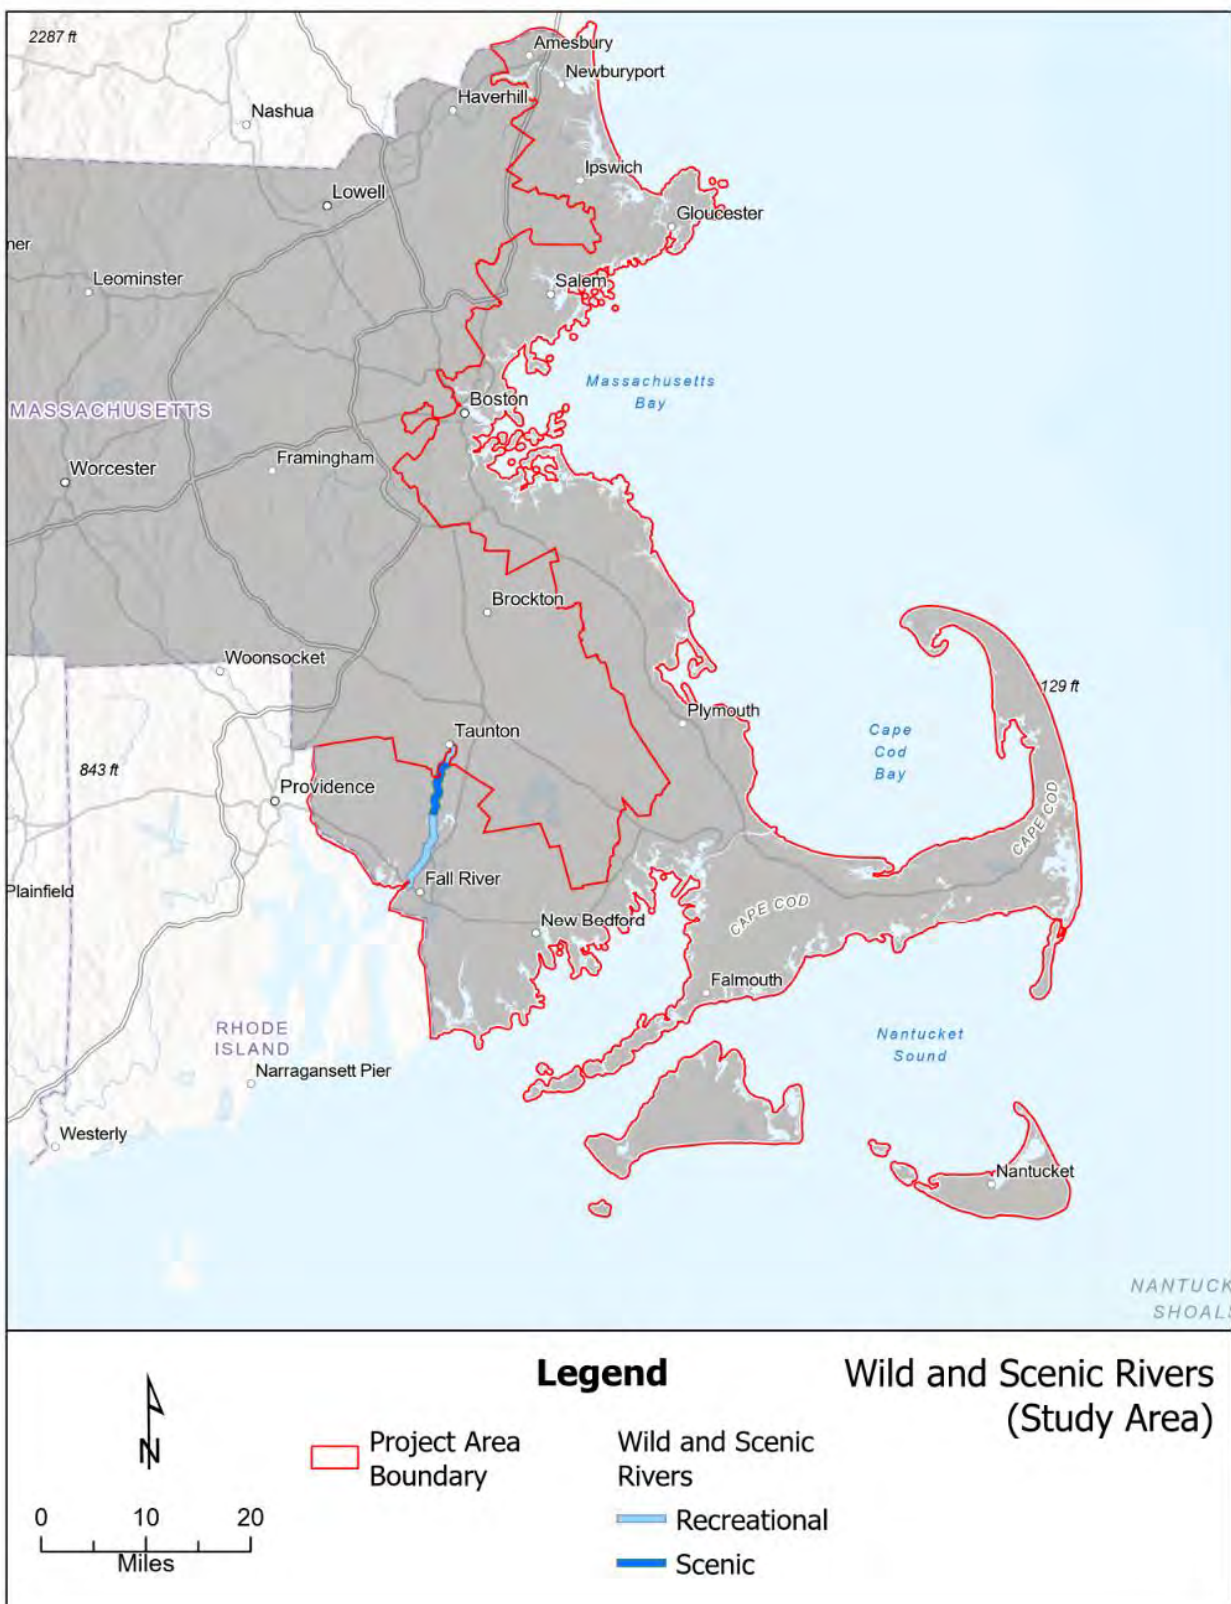 2287 ft
Amesbury
Newburyport
Haverhill
Nashua
Ipswich
Lowell
Gloucester
ner
Leominster
Salem
Massachusetts
Bay
MASSACHUSETTS
Boston
Framingham
Worcester
Brockton
Woonsocket
129 ft
Plymouth
Cape
Cod
Bay
Taunton
843 ft
Providence
CAPE COD
Plainfield
Fall River
CAPE COD
New Bedford
Falmouth
RHODE
ISLAND
Nantucket
Sound
Narragansett Pier
Westerly
Nantucket
NANTUCK
SHOALS
Legend
Wild and Scenic Rivers
(Study Area)
N
Project Area
Boundary
Wild and Scenic
Rivers
Recreational
Scenic
0 10 20
Miles